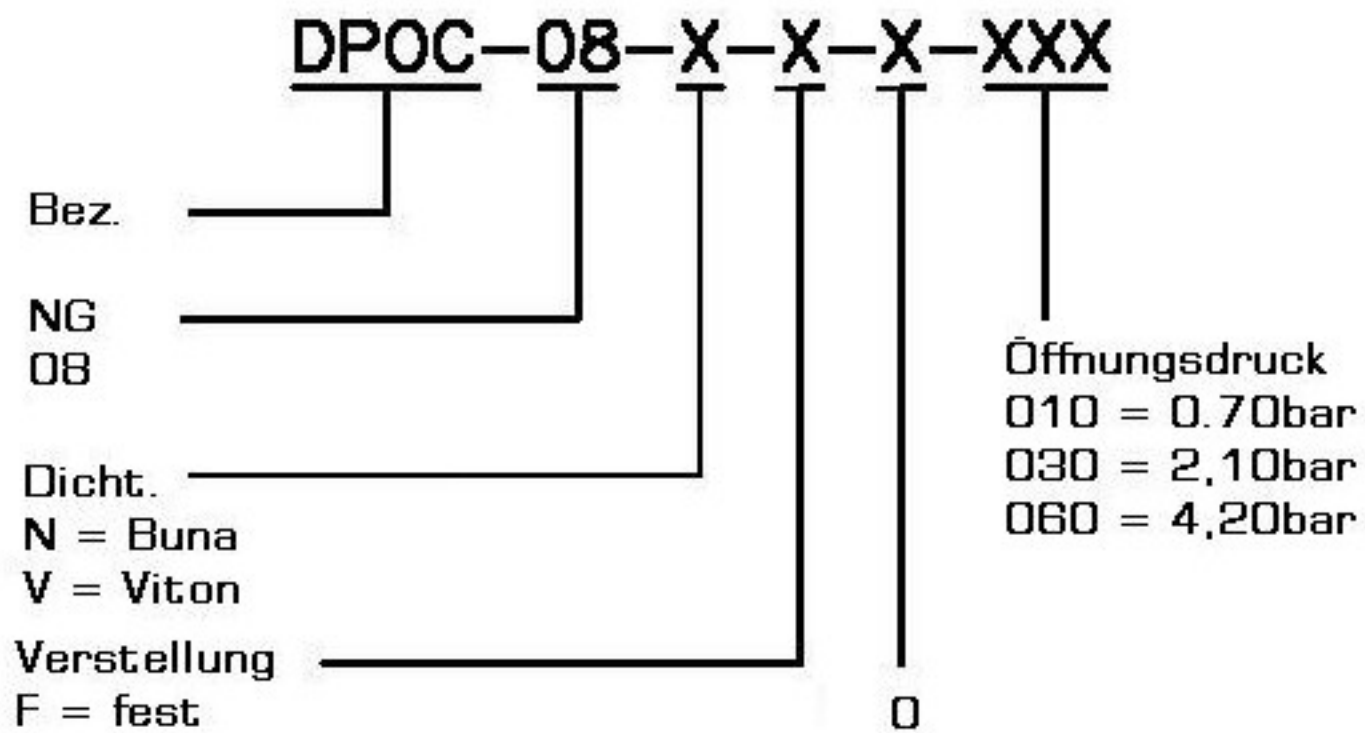 DPOC-08-X-X-X-XXX
Bez.
NG
08
Dicht.
N = Buna
V = Viton
Verstellung
F = fest
0
Öffnungsdruck
010 = 0.70bar
030 = 2,10bar
060 = 4,20bar